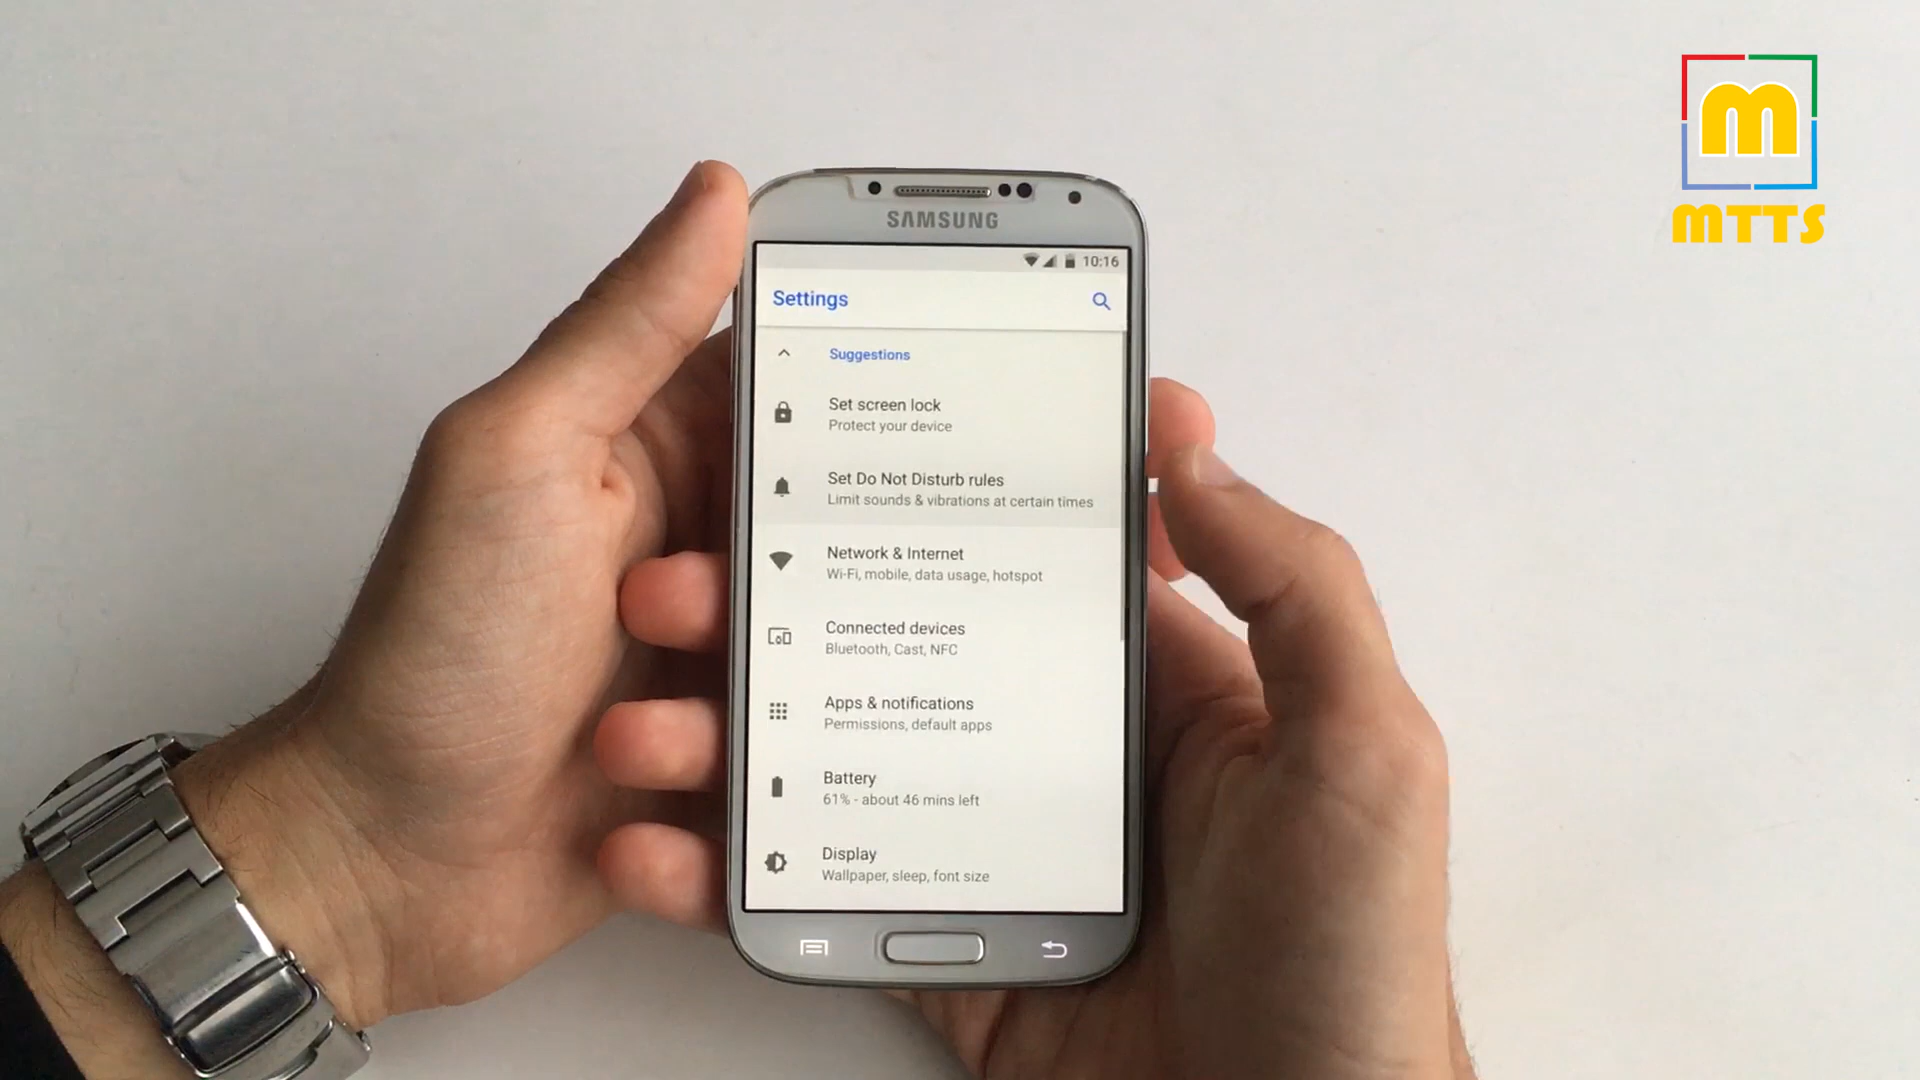 m
MTTS
SAMSUNG
10:16
Settings
Suggestions
Set screen lock
Protect your device
Set Do Not Disturb rules
Limit sounds & vibrations at certain times
Network & Internet
Wi-Fi, mobile, data usage, hotspot
Connected devices
Bluetooth, Cast, NFC
Apps & notifications
Permissions, default apps
Battery
61% - about 46 mins left
Display
Wallpaper, sleep, font size